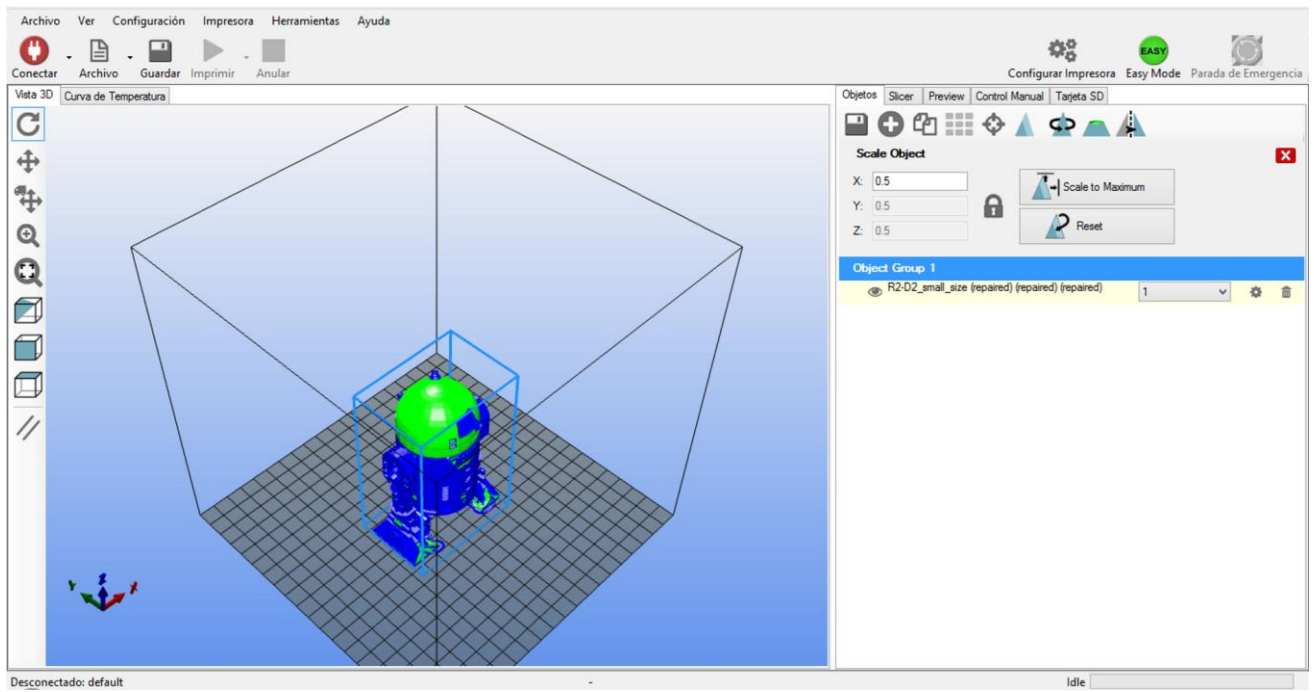 Archivo Ver Configuración Impresora Herramientas Ayuda
Conectar Archivo Guardar Imprimir Anular Configurar Impresora EASY Easy Mode Parada de Emergencia
Vista 3D Curva de Temperatura
Objetos Slicer Preview Control Manual Tarjeta SD
Scale Object
X: 0.5 Scale to Maximum
Y: 0.5
Z: 0.5 Reset
Object Group 1
R2-D2_small_size (repaired) (repaired) (repaired) 1
Z
Y X
Desconectado: default - Idle